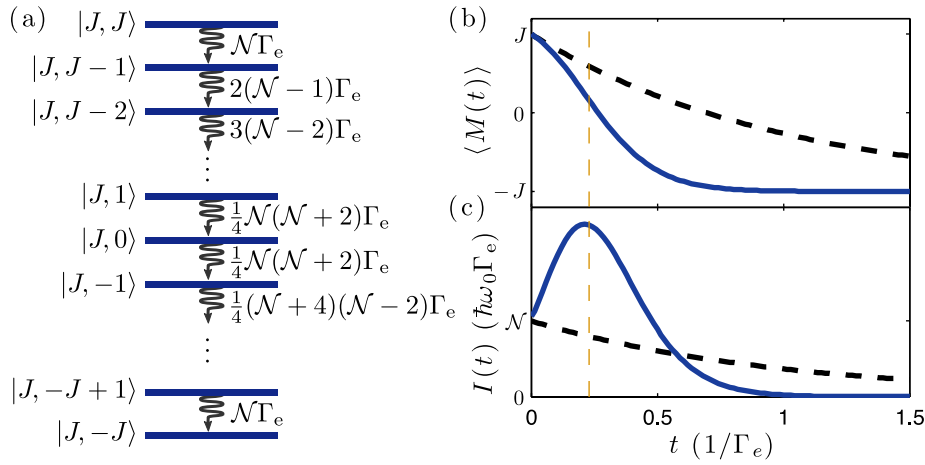 (a)
|J, J⟩
𝒩Γₑ
|J, J − 1⟩
2(𝒩 − 1)Γₑ
|J, J − 2⟩
3(𝒩 − 2)Γₑ
⋮
|J, 1⟩
¼𝒩(𝒩 + 2)Γₑ
|J, 0⟩
¼𝒩(𝒩 + 2)Γₑ
|J, −1⟩
¼(𝒩 + 4)(𝒩 − 2)Γₑ
⋮
|J, −J + 1⟩
𝒩Γₑ
|J, −J⟩
(b)
⟨M(t)⟩
J
0
−J
(c)
I(t) (ℏω₀Γₑ)
𝒩
0
0 0.5 1 1.5
t (1/Γₑ)